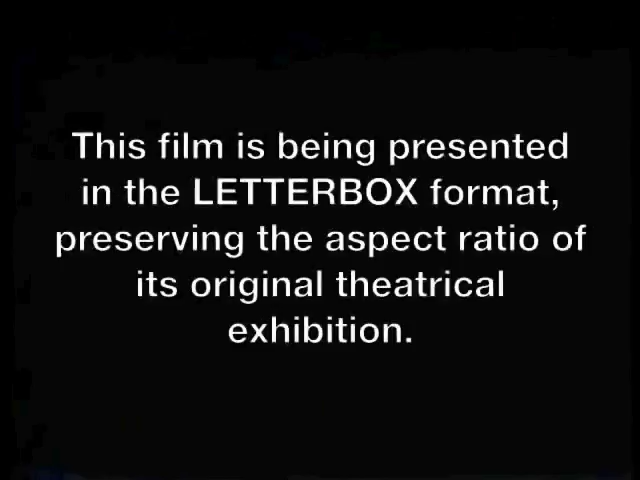 This film is being presented
in the LETTERBOX format,
preserving the aspect ratio of
its original theatrical
exhibition.